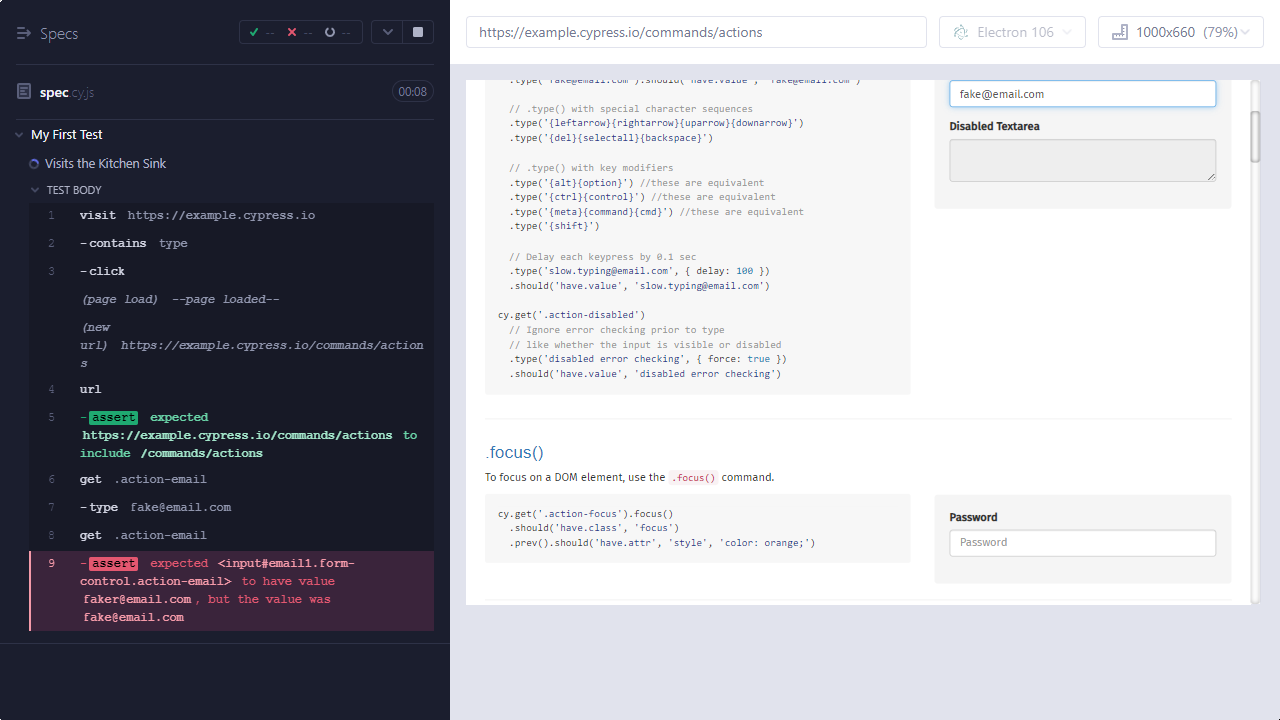 Specs
--
--
--
spec.cy.js
00:08
My First Test
Visits the Kitchen Sink
TEST BODY
1 visit https://example.cypress.io
2 -contains type
3 -click
(page load) --page loaded--
(new
url) https://example.cypress.io/commands/action
s
4 url
5 -assert expected
https://example.cypress.io/commands/actions to
include /commands/actions
6 get .action-email
7 -type fake@email.com
8 get .action-email
9 -assert expected <input#email1.form-
control.action-email> to have value
faker@email.com, but the value was
fake@email.com
https://example.cypress.io/commands/actions
Electron 106
1000x660 (79%)
.type('fake@email.com').should('have.value', 'fake@email.com')
// .type() with special character sequences
.type('{leftarrow}{rightarrow}{uparrow}{downarrow}')
.type('{del}{selectall}{backspace}')
// .type() with key modifiers
.type('{alt}{option}') //these are equivalent
.type('{ctrl}{control}') //these are equivalent
.type('{meta}{command}{cmd}') //these are equivalent
.type('{shift}')
// Delay each keypress by 0.1 sec
.type('slow.typing@email.com', { delay: 100 })
.should('have.value', 'slow.typing@email.com')
cy.get('.action-disabled')
// Ignore error checking prior to type
// like whether the input is visible or disabled
.type('disabled error checking', { force: true })
.should('have.value', 'disabled error checking')
fake@email.com
Disabled Textarea
.focus()
To focus on a DOM element, use the .focus() command.
cy.get('.action-focus').focus()
.should('have.class', 'focus')
.prev().should('have.attr', 'style', 'color: orange;')
Password
Password